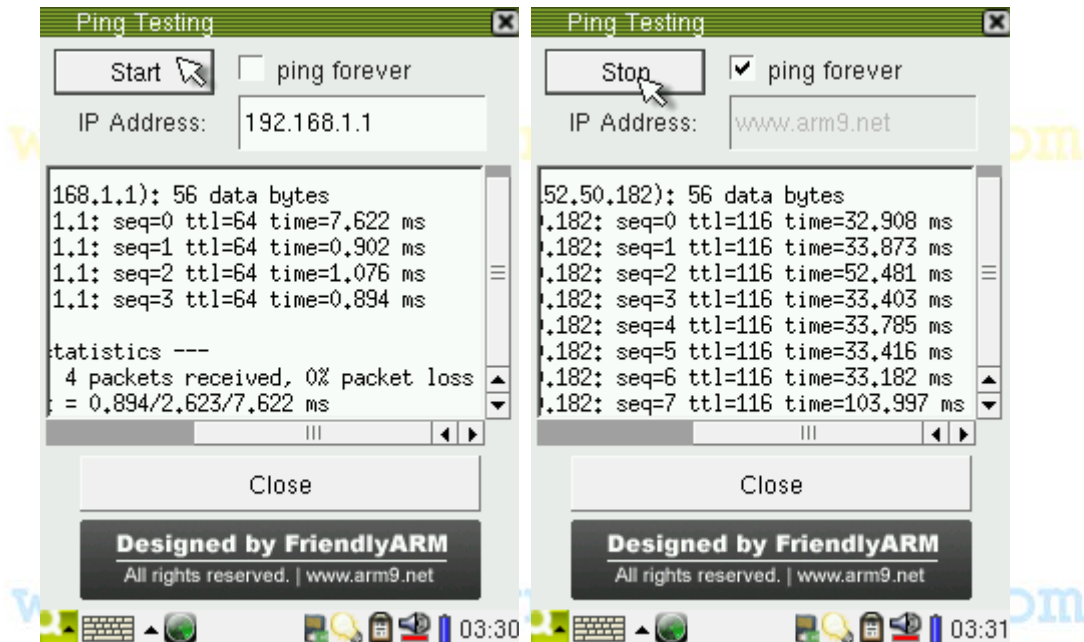 Ping Testing
Start
ping forever
IP Address:
192.168.1.1
168.1.1): 56 data bytes
1.1: seq=0 ttl=64 time=7.622 ms
1.1: seq=1 ttl=64 time=0.902 ms
1.1: seq=2 ttl=64 time=1.076 ms
1.1: seq=3 ttl=64 time=0.894 ms
tatistics ---
4 packets received, 0% packet loss
= 0.894/2.623/7.622 ms
Close
Designed by FriendlyARM
All rights reserved. | www.arm9.net
03:30
Ping Testing
Stop
ping forever
IP Address:
www.arm9.net
52.50.182): 56 data bytes
.182: seq=0 ttl=116 time=32.908 ms
.182: seq=1 ttl=116 time=33.873 ms
.182: seq=2 ttl=116 time=52.481 ms
.182: seq=3 ttl=116 time=33.403 ms
.182: seq=4 ttl=116 time=33.785 ms
.182: seq=5 ttl=116 time=33.416 ms
.182: seq=6 ttl=116 time=33.182 ms
.182: seq=7 ttl=116 time=103.997 ms
Close
Designed by FriendlyARM
All rights reserved. | www.arm9.net
03:31